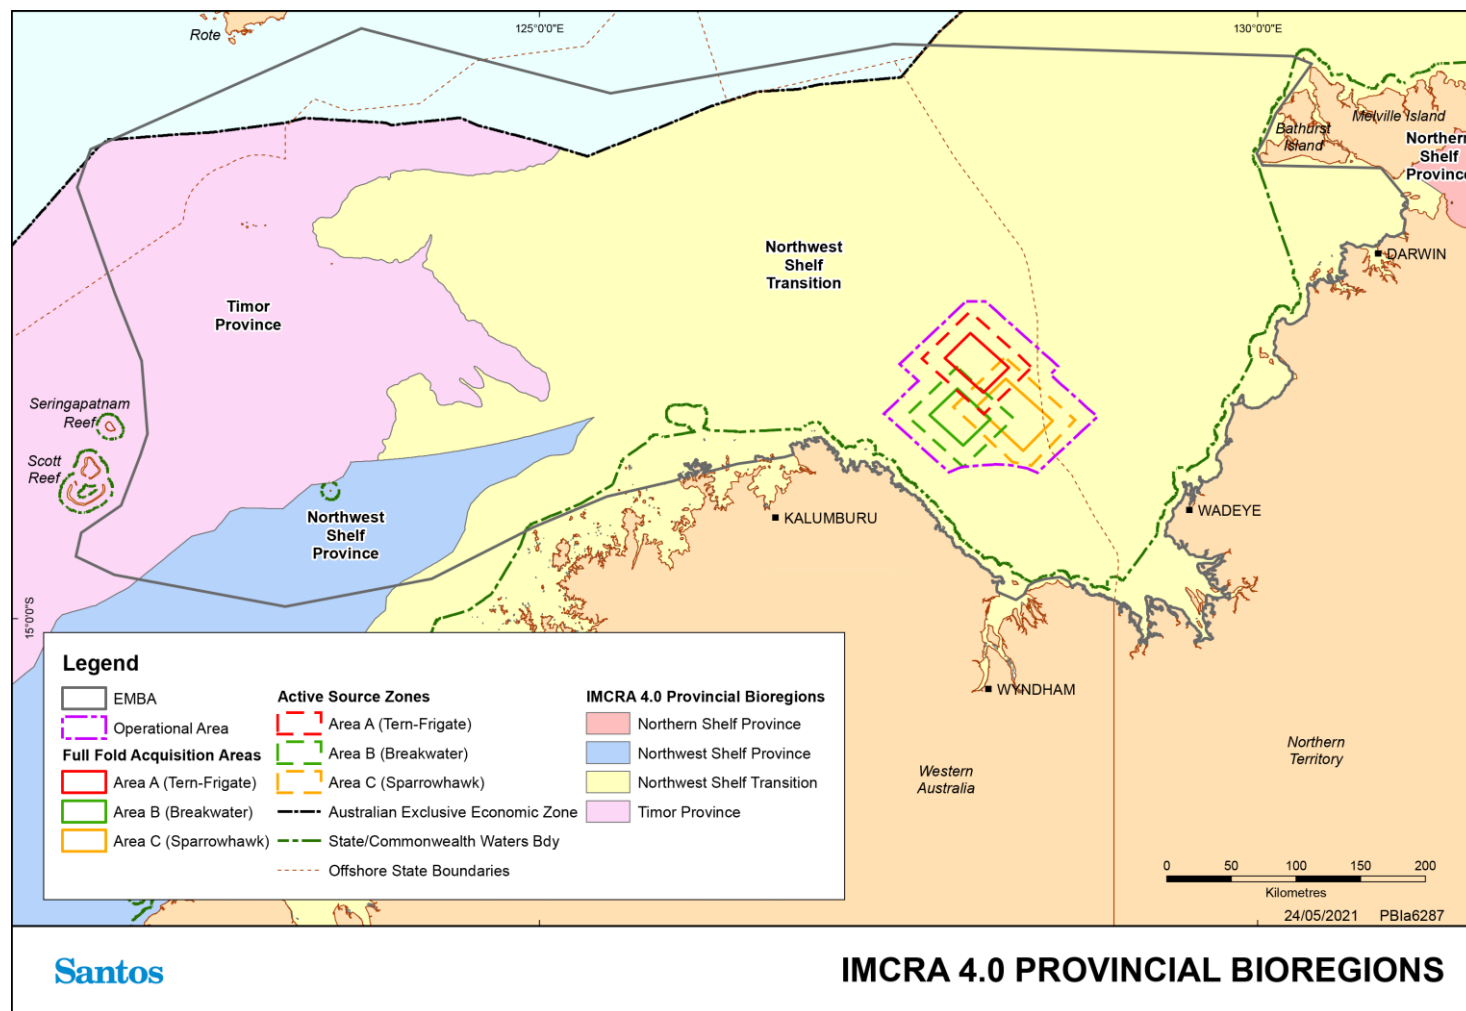 Rote
125°0'0"E
130°0'0"E
Melville Island
Bathurst
Island
Northern
Shelf
Province
DARWIN
Northwest
Shelf
Transition
Timor
Province
Seringapatnam
Reef
Scott
Reef
Northwest
Shelf
Province
KALUMBURU
WADEYE
WYNDHAM
15°0'0"S
Western
Australia
Northern
Territory
Legend
EMBA
Operational Area
Full Fold Acquisition Areas
Area A (Tern-Frigate)
Area B (Breakwater)
Area C (Sparrowhawk)
Active Source Zones
Area A (Tern-Frigate)
Area B (Breakwater)
Area C (Sparrowhawk)
Australian Exclusive Economic Zone
State/Commonwealth Waters Bdy
Offshore State Boundaries
IMCRA 4.0 Provincial Bioregions
Northern Shelf Province
Northwest Shelf Province
Northwest Shelf Transition
Timor Province
0 50 100 150 200
Kilometres
24/05/2021 PBIa6287
Santos
IMCRA 4.0 PROVINCIAL BIOREGIONS